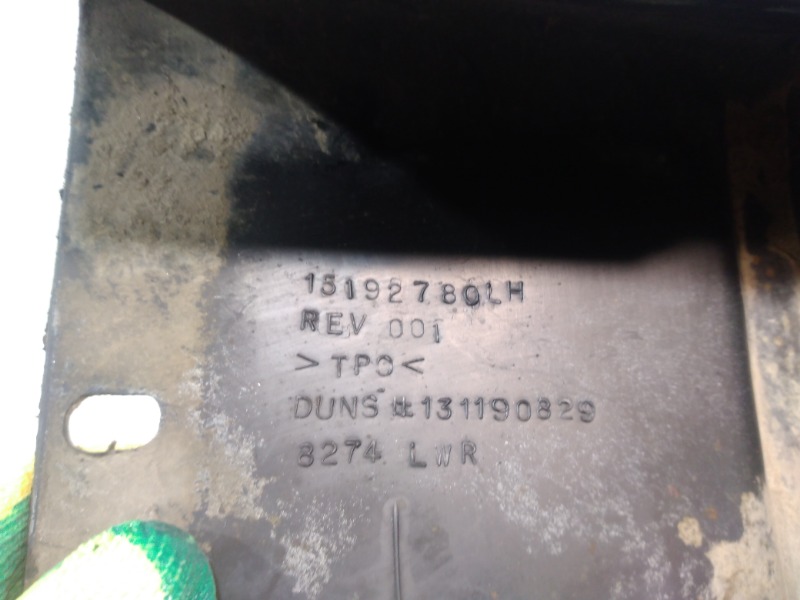 15192780LH
REV 001
>TPO<
DUNS #131190829
8274 LWR